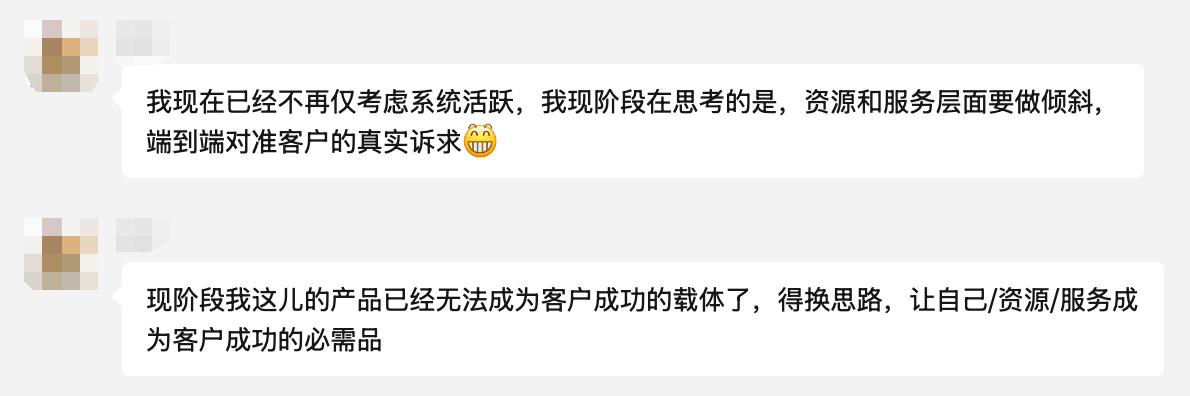 我现在已经不再仅考虑系统活跃，我现阶段在思考的是，资源和服务层面要做倾斜，
端到端对准客户的真实诉求😁
现阶段我这儿的产品已经无法成为客户成功的载体了，得换思路，让自己/资源/服务成
为客户成功的必需品